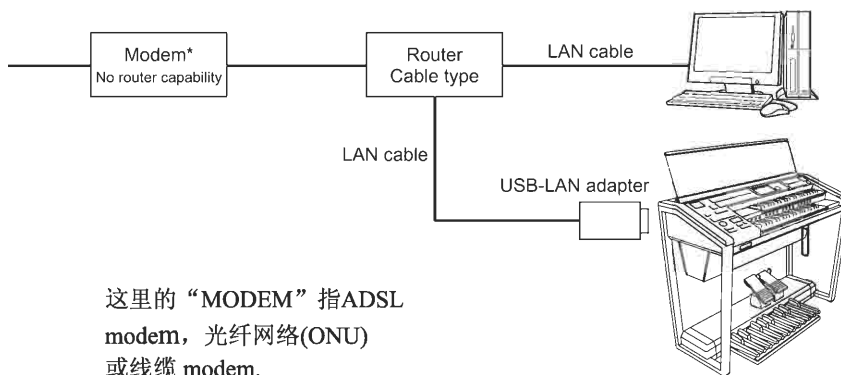 Modem*
No router capability
Router
Cable type
LAN cable
LAN cable
USB-LAN adapter
这里的“MODEM”指ADSL
modem，光纤网络(ONU)
或线缆 modem.